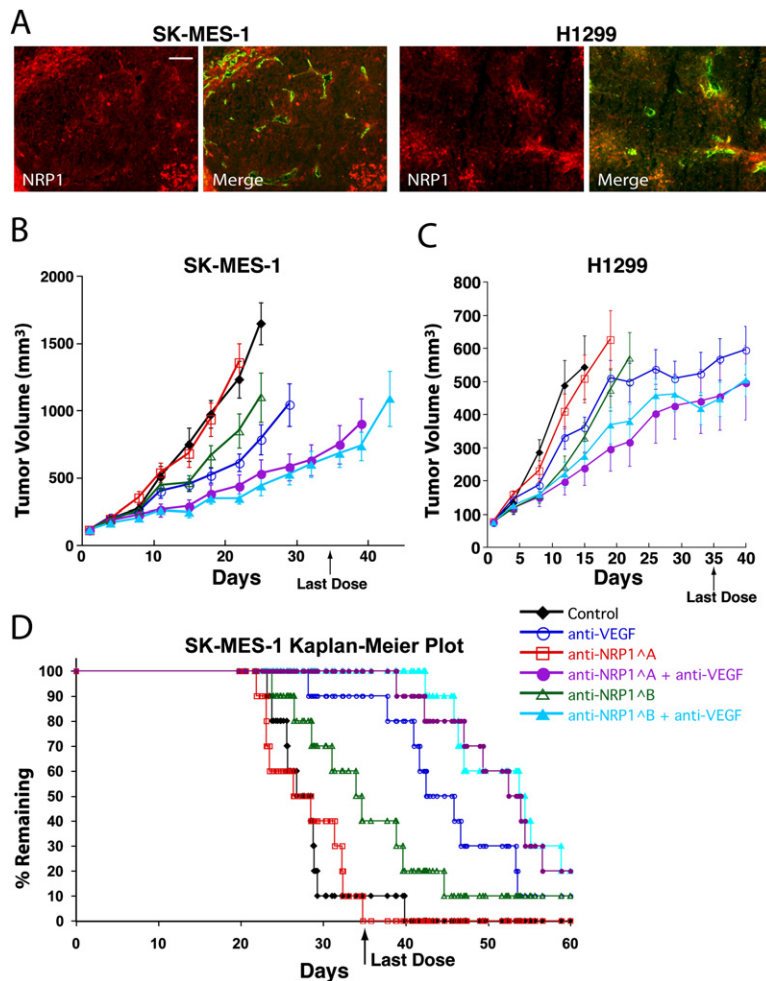 A
SK-MES-1
H1299
NRP1
Merge
NRP1
Merge
B
SK-MES-1
Tumor Volume (mm³)
2000
1500
1000
500
0
0
10
20
30
40
Days
Last Dose
C
H1299
Tumor Volume (mm³)
800
700
600
500
400
300
200
100
0
0
5
10
15
20
25
30
35
40
Days
Last Dose
Control
anti-VEGF
anti-NRP1^A
anti-NRP1^A + anti-VEGF
anti-NRP1^B
anti-NRP1^B + anti-VEGF
D
SK-MES-1 Kaplan-Meier Plot
% Remaining
100
90
80
70
60
50
40
30
20
10
0
0
20
30
40
50
60
Days
Last Dose